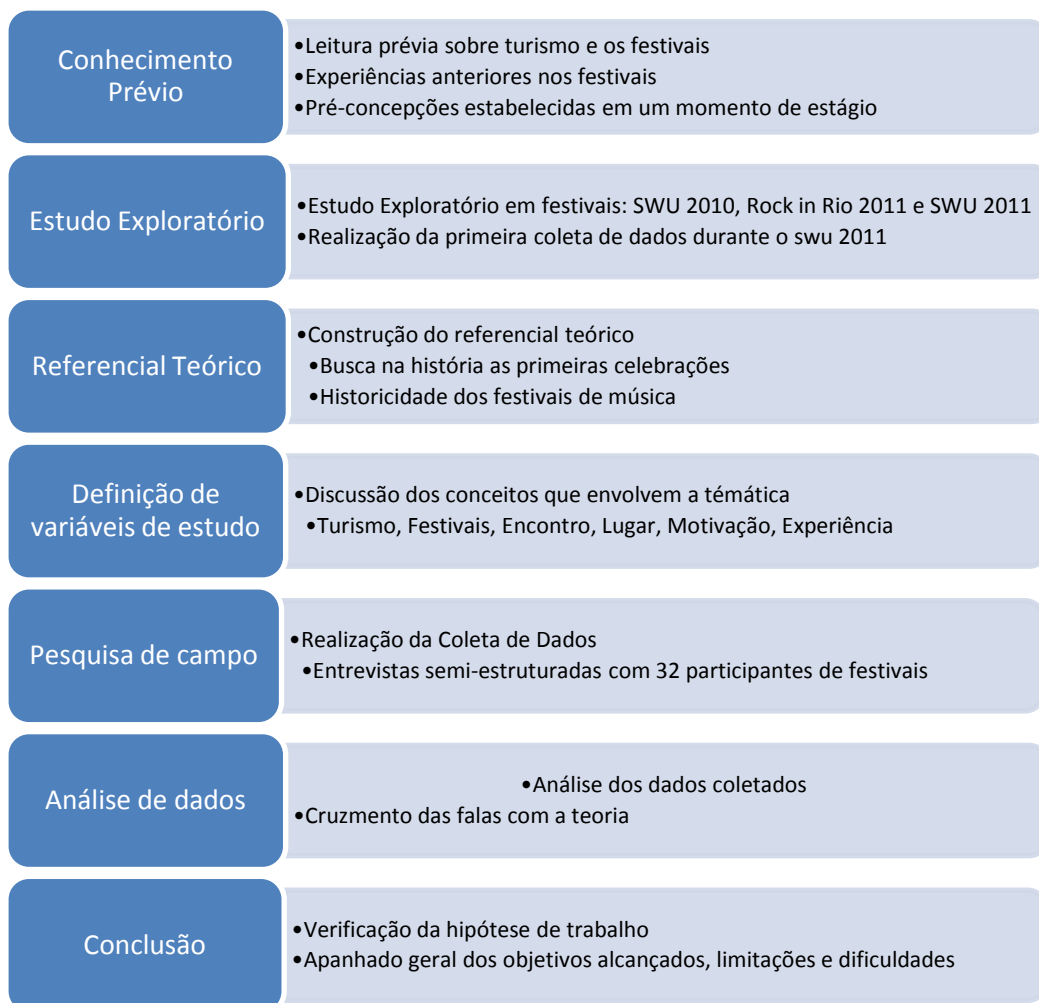 Conhecimento
Prévio
•Leitura prévia sobre turismo e os festivais
•Experiências anteriores nos festivais
•Pré-concepções estabelecidas em um momento de estágio
Estudo Exploratório
•Estudo Exploratório em festivais: SWU 2010, Rock in Rio 2011 e SWU 2011
•Realização da primeira coleta de dados durante o swu 2011
Referencial Teórico
•Construção do referencial teórico
•Busca na história as primeiras celebrações
•Historicidade dos festivais de música
Definição de
variáveis de estudo
•Discussão dos conceitos que envolvem a témática
•Turismo, Festivais, Encontro, Lugar, Motivação, Experiência
Pesquisa de campo
•Realização da Coleta de Dados
•Entrevistas semi-estruturadas com 32 participantes de festivais
Análise de dados
•Análise dos dados coletados
•Cruzmento das falas com a teoria
Conclusão
•Verificação da hipótese de trabalho
•Apanhado geral dos objetivos alcançados, limitações e dificuldades